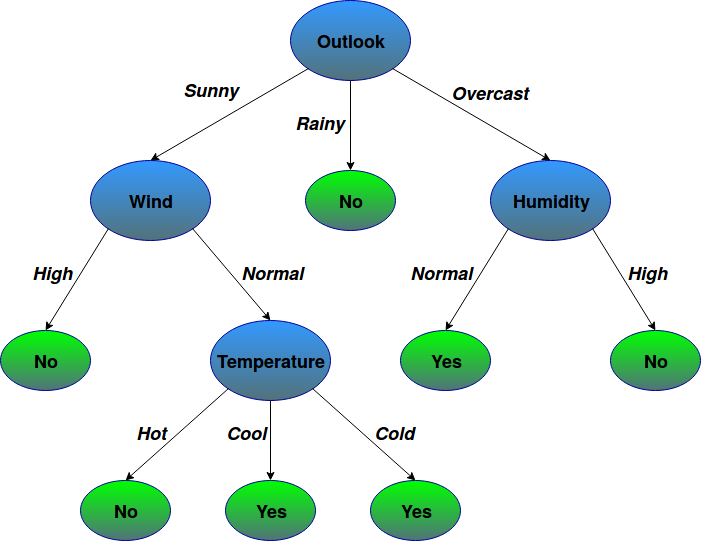 Outlook
Sunny
Overcast
Rainy
Wind
No
Humidity
High
Normal
Normal
High
No
Temperature
Yes
No
Hot
Cool
Cold
No
Yes
Yes